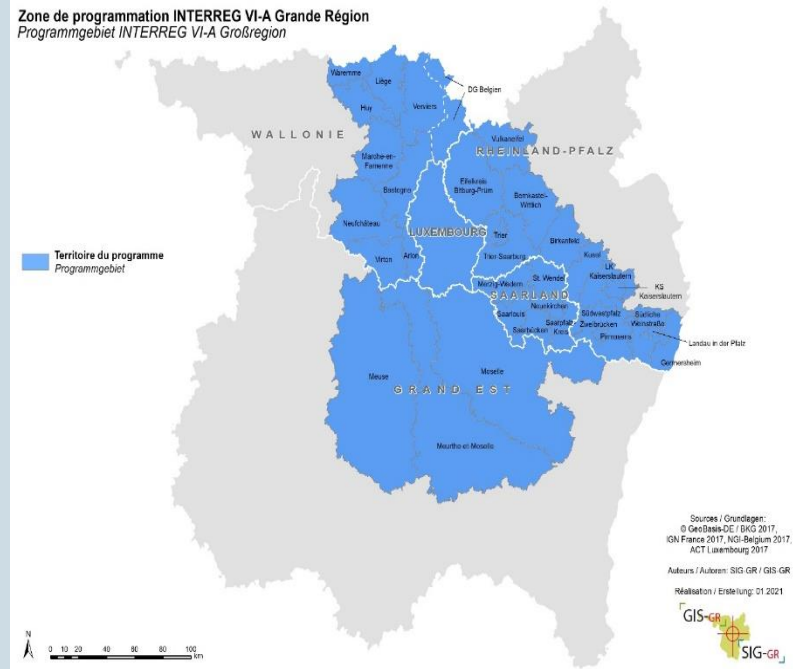 Zone de programmation INTERREG VI-A Grande Région
Programmgebiet INTERREG VI-A Großregion
Waremme
Liège
DG Belgien
Huy
Verviers
WALLONIE
Vulkaneifel
RHEINLAND-PFALZ
Marche-en-
Famenne
Eifelkreis
Bitburg-Prüm
Bastogne
Bernkastel-
Wittlich
Neufchâteau
LUXEMBOURG
Trier
Birkenfeld
Territoire du programme
Programmgebiet
Virton
Arlon
Trier-Saarburg
Kusel
LK
Kaiserslautern
KS
Kaiserslautern
Merzig-Wadern
St. Wendel
SAARLAND
Neunkirchen
Saarlouis
Saarpfalz
Kreis
Saarbrücken
Südwestpfalz
Zweibrücken
Südliche
Weinstraße
Pirmasens
Landau in der Pfalz
Germersheim
Meuse
Moselle
GRAND EST
Meurthe-et-Moselle
Sources / Grundlagen:
© GeoBasis-DE / BKG 2017,
IGN France 2017, NGI-Belgium 2017,
ACT Luxembourg 2017
Auteurs / Autoren: SIG-GR / GIS-GR
Réalisation / Erstellung: 01.2021
GIS-GR
SIG-GR
N
0 10 20 40 60 80 100
km